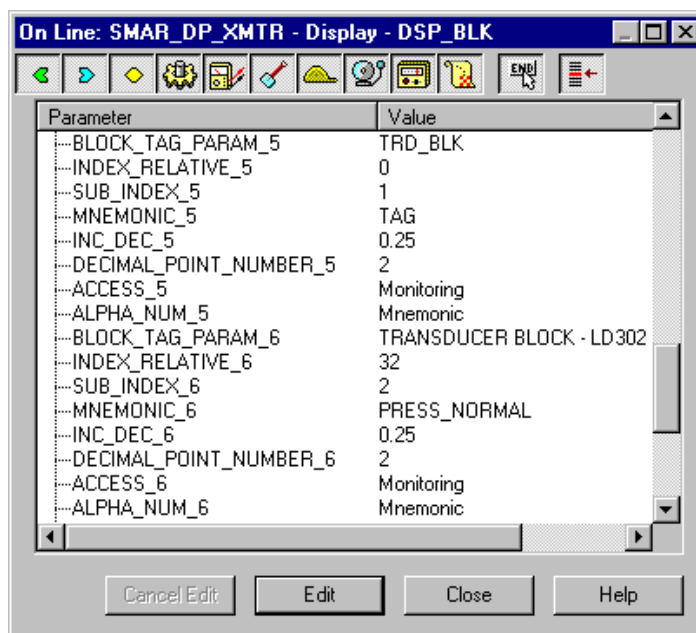 On Line: SMAR_DP_XMTR - Display - DSP_BLK
END
Parameter Value
BLOCK_TAG_PARAM_5 TRD_BLK
INDEX_RELATIVE_5 0
SUB_INDEX_5 1
MNEMONIC_5 TAG
INC_DEC_5 0.25
DECIMAL_POINT_NUMBER_5 2
ACCESS_5 Monitoring
ALPHA_NUM_5 Mnemonic
BLOCK_TAG_PARAM_6 TRANSDUCER BLOCK - LD302
INDEX_RELATIVE_6 32
SUB_INDEX_6 2
MNEMONIC_6 PRESS_NORMAL
INC_DEC_6 0.25
DECIMAL_POINT_NUMBER_6 2
ACCESS_6 Monitoring
ALPHA_NUM_6 Mnemonic
Cancel Edit Edit Close Help